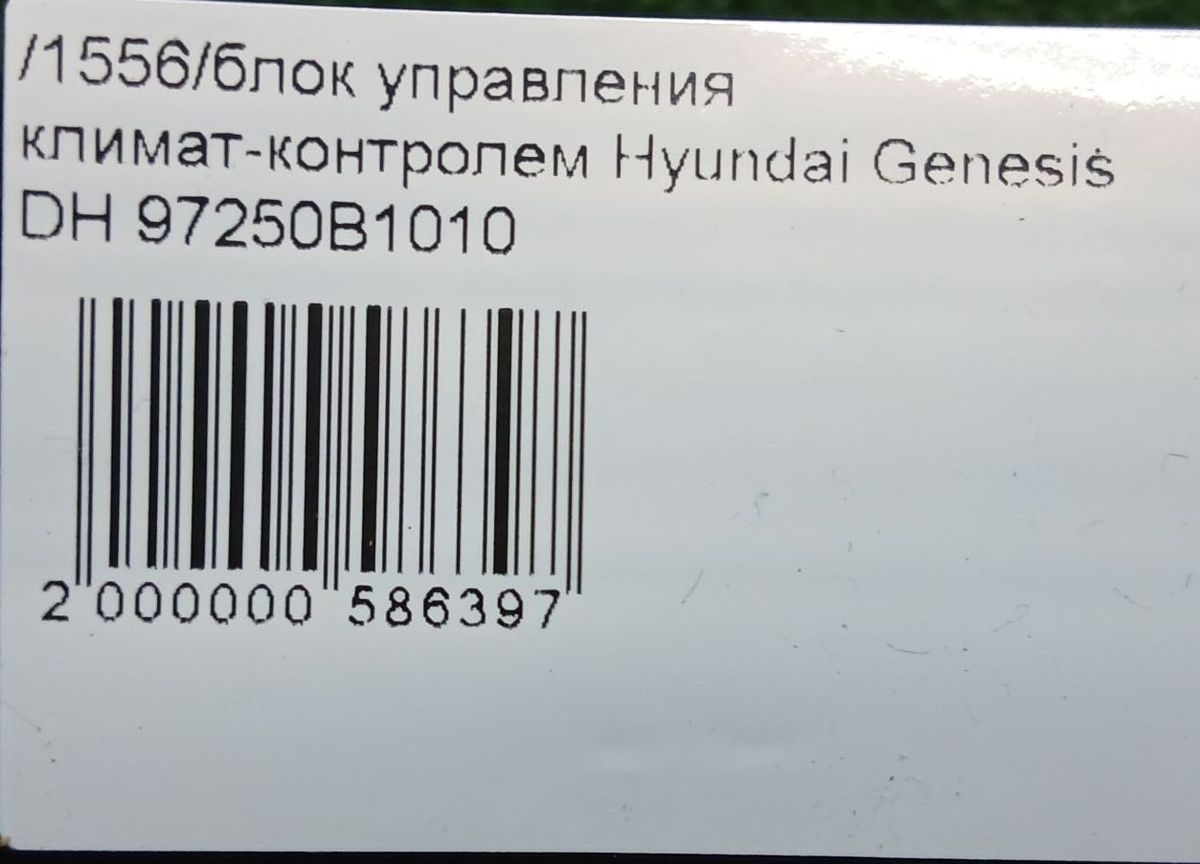 /1556/блок управления
климат-контролем Hyundai Genesis
DH 97250B1010
2 000000 586397